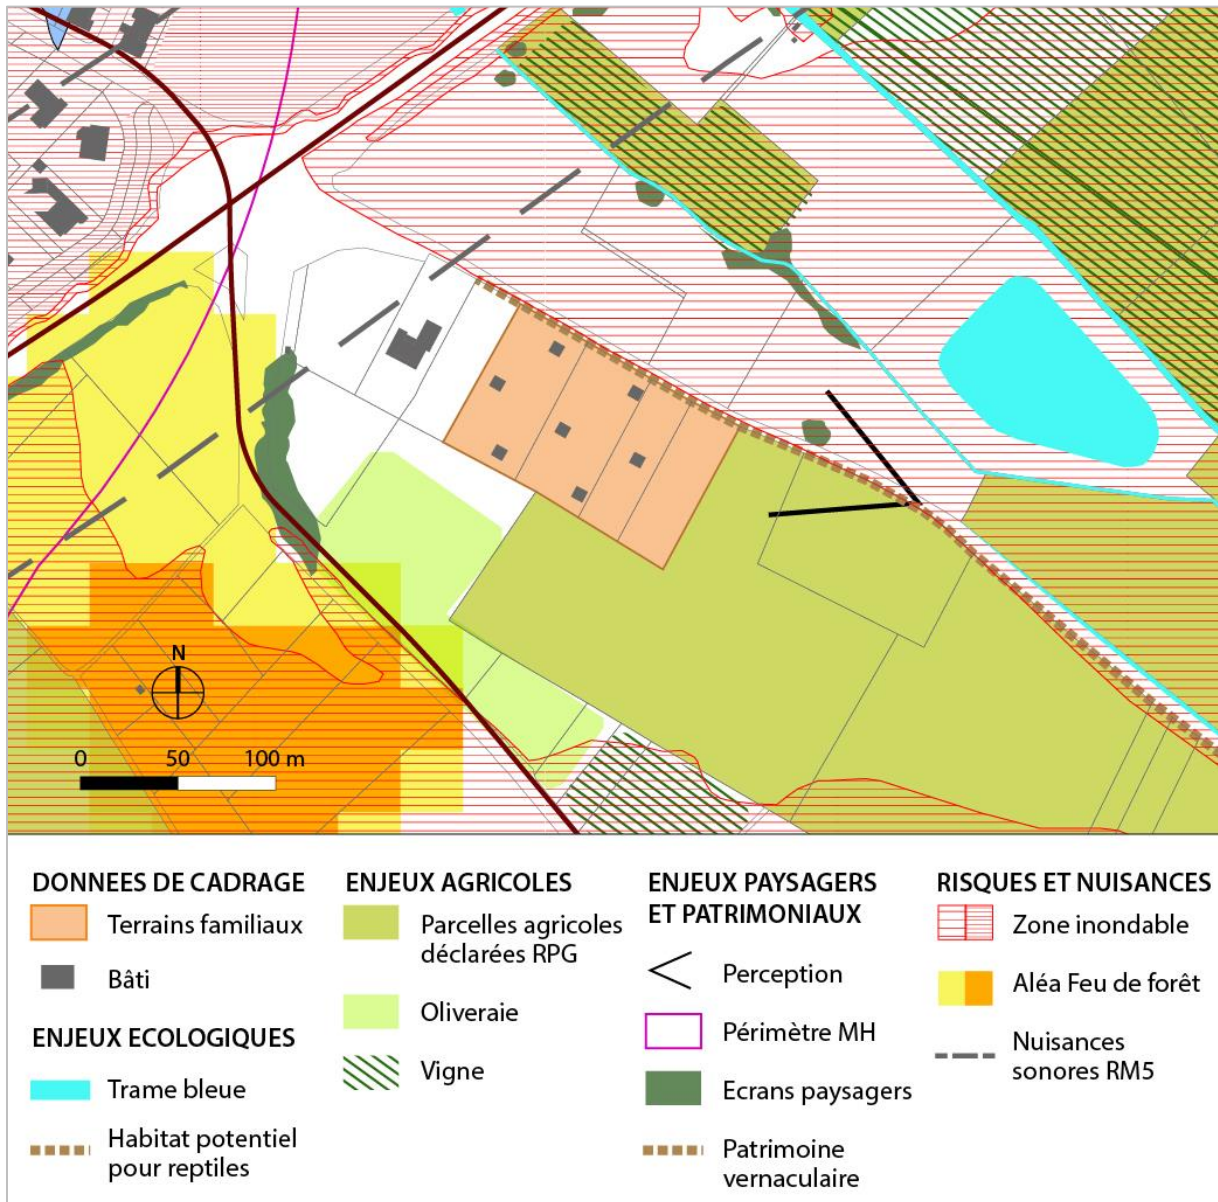 N
0 50 100 m
DONNEES DE CADRAGE
Terrains familiaux
Bâti
ENJEUX ECOLOGIQUES
Trame bleue
Habitat potentiel
pour reptiles
ENJEUX AGRICOLES
Parcelles agricoles
déclarées RPG
Oliveraie
Vigne
ENJEUX PAYSAGERS
ET PATRIMONIAUX
Perception
Périmètre MH
Ecrans paysagers
Patrimoine
vernaculaire
RISQUES ET NUISANCES
Zone inondable
Aléa Feu de forêt
Nuisances
sonores RM5